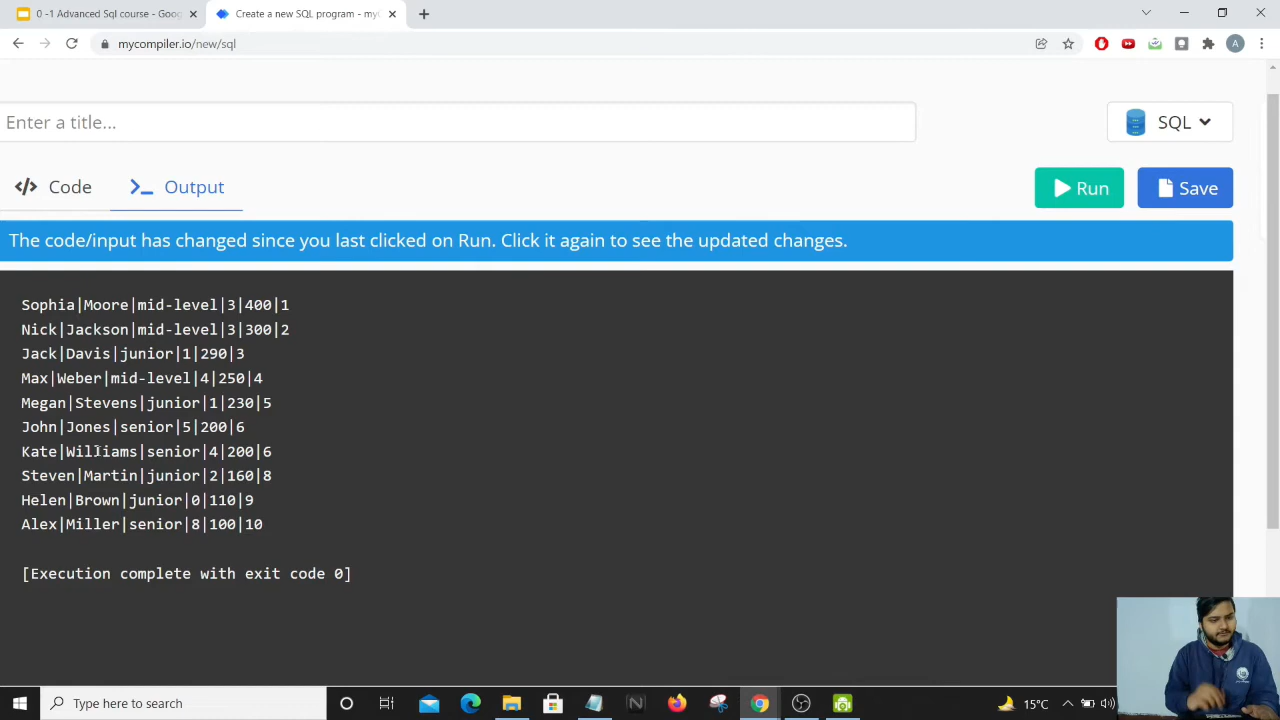 0 -1 Advanced Sql course - Goog
Create a new SQL program - myC
mycompiler.io/new/sql
A
Enter a title...
SQL
Code
Output
Run
Save
The code/input has changed since you last clicked on Run. Click it again to see the updated changes.
Sophia|Moore|mid-level|3|400|1
Nick|Jackson|mid-level|3|300|2
Jack|Davis|junior|1|290|3
Max|Weber|mid-level|4|250|4
Megan|Stevens|junior|1|230|5
John|Jones|senior|5|200|6
Kate|Williams|senior|4|200|6
Steven|Martin|junior|2|160|8
Helen|Brown|junior|0|110|9
Alex|Miller|senior|8|100|10
[Execution complete with exit code 0]
Type here to search
15°C